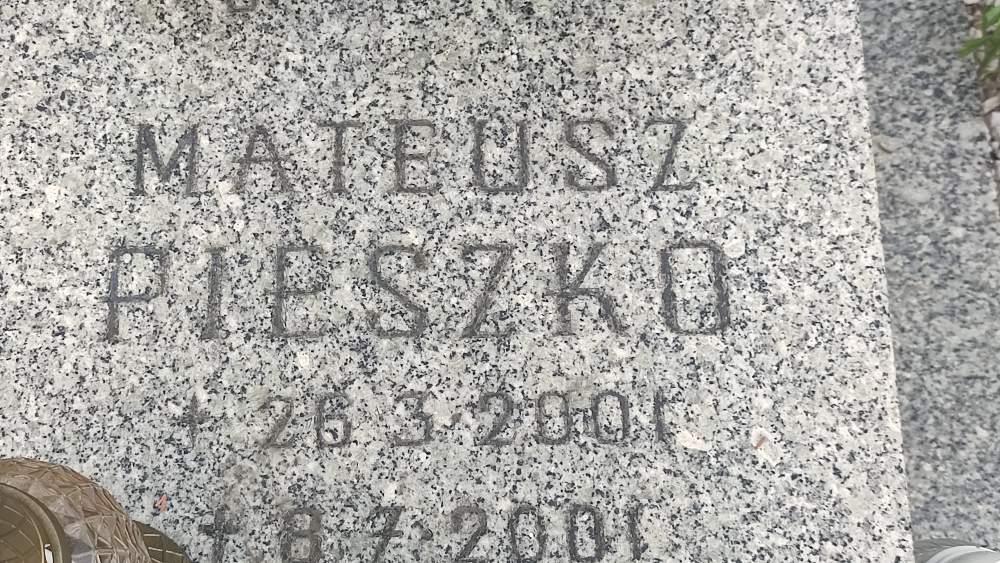 MATEUSZ
PIESZKO
* 26·3·2001
† 8·7·2001